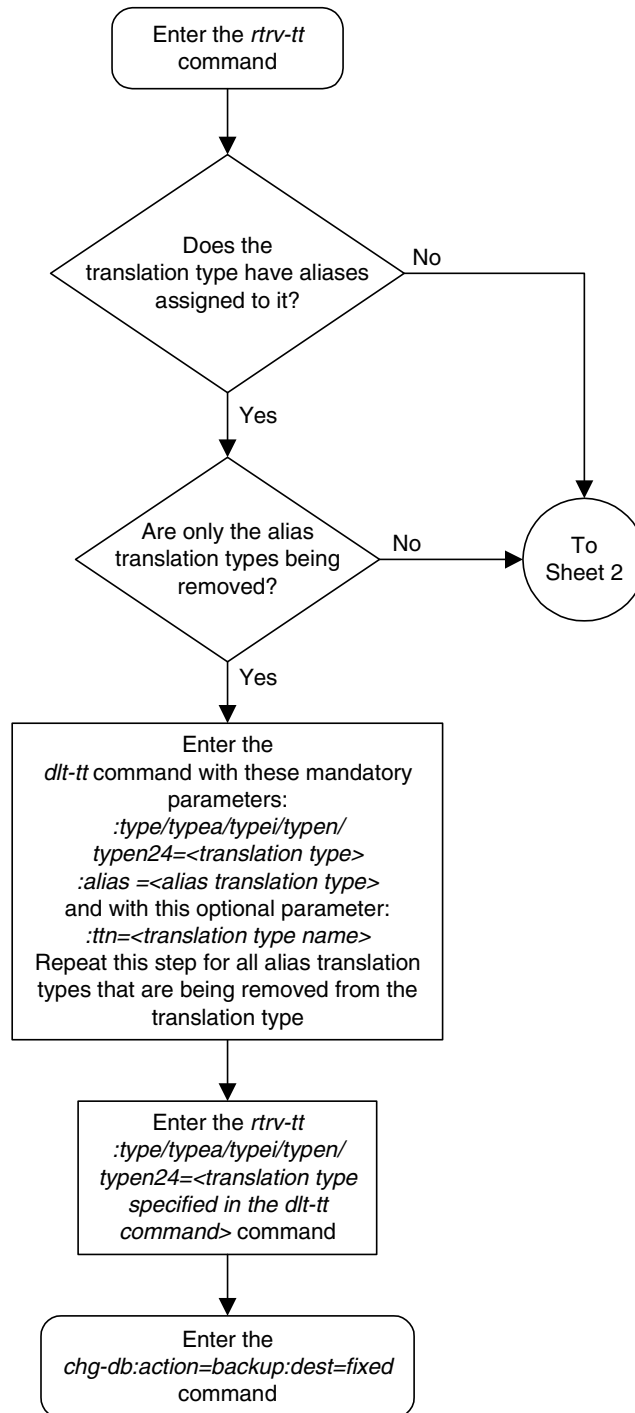 Enter the rtrv-tt
command
Does the
translation type have aliases
assigned to it?
No
Yes
Are only the alias
translation types being
removed?
No
To
Sheet 2
Yes
Enter the
dlt-tt command with these mandatory
parameters:
:type/typea/typei/typen/
typen24=<translation type>
:alias =<alias translation type>
and with this optional parameter:
:ttn=<translation type name>
Repeat this step for all alias translation
types that are being removed from the
translation type
Enter the rtrv-tt
:type/typea/typei/typen/
typen24=<translation type
specified in the dlt-tt
command> command
Enter the
chg-db:action=backup:dest=fixed
command